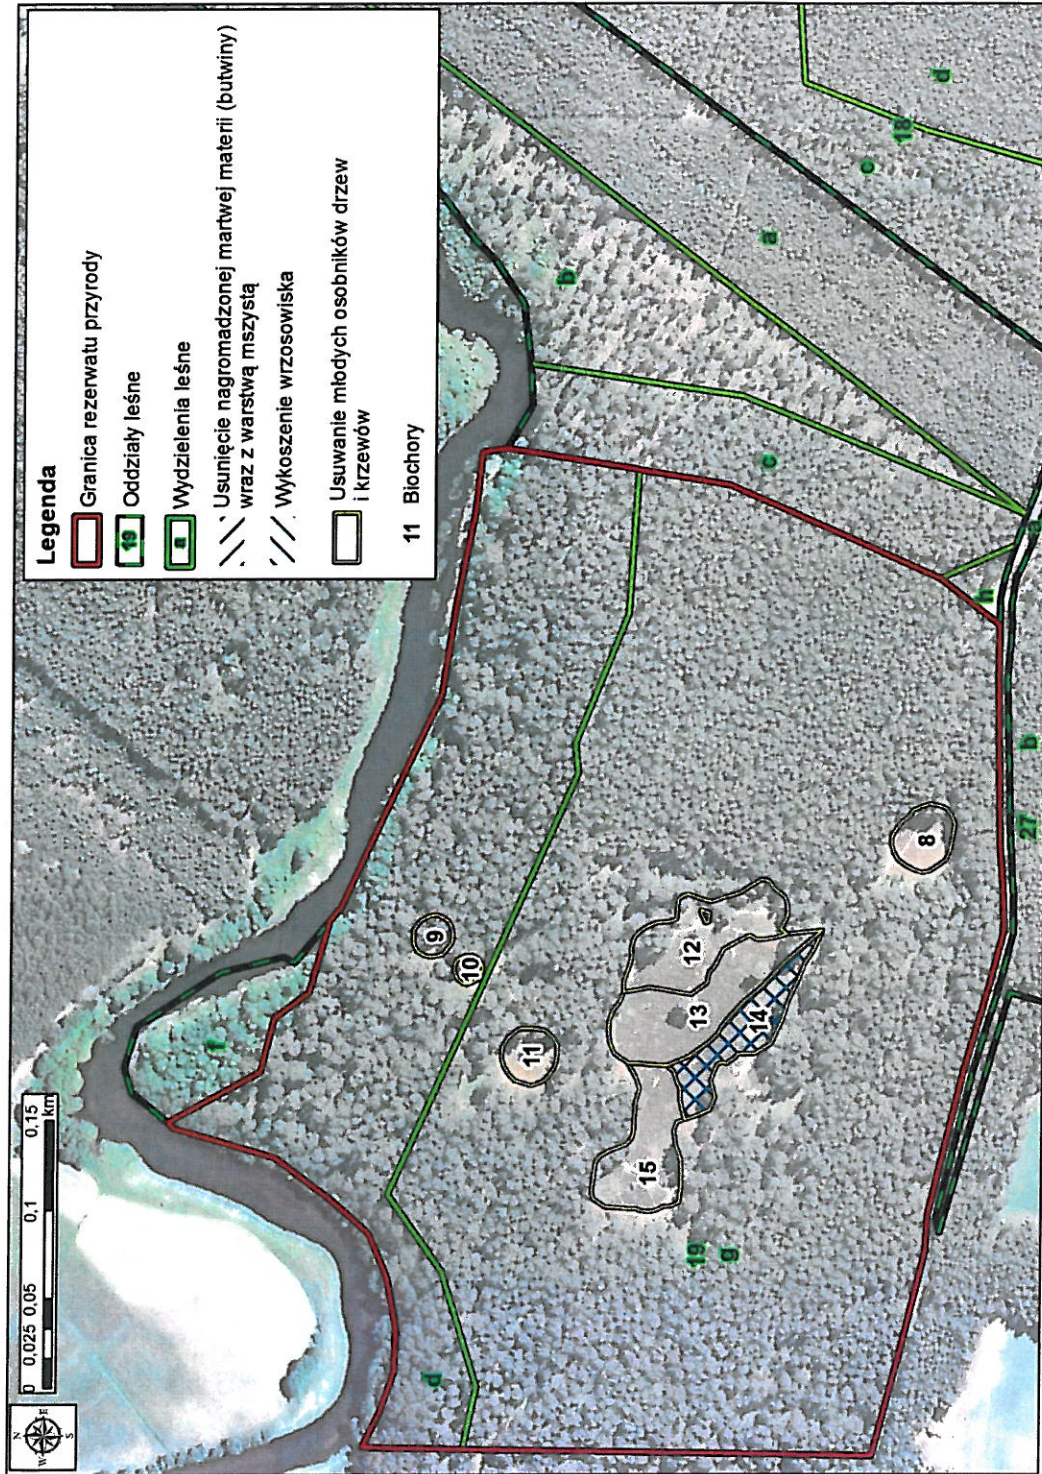 Legenda
Granica rezerwatu przyrody
19 Oddziały leśne
a Wydzielenia leśne
Usunięcie nagromadzonej martwej materii (butwiny)
wraz z warstwą mszystą
Wykoszenie wrzosowiska
Usuwanie młodych osobników drzew
i krzewów
11 Biochory
N
W E
S
0 0,025 0,05 0,1 0,15
km
f
d
b
a
c
18
d
c
9
10
11
12
13
14
15
8
19
g
h
a
27
b